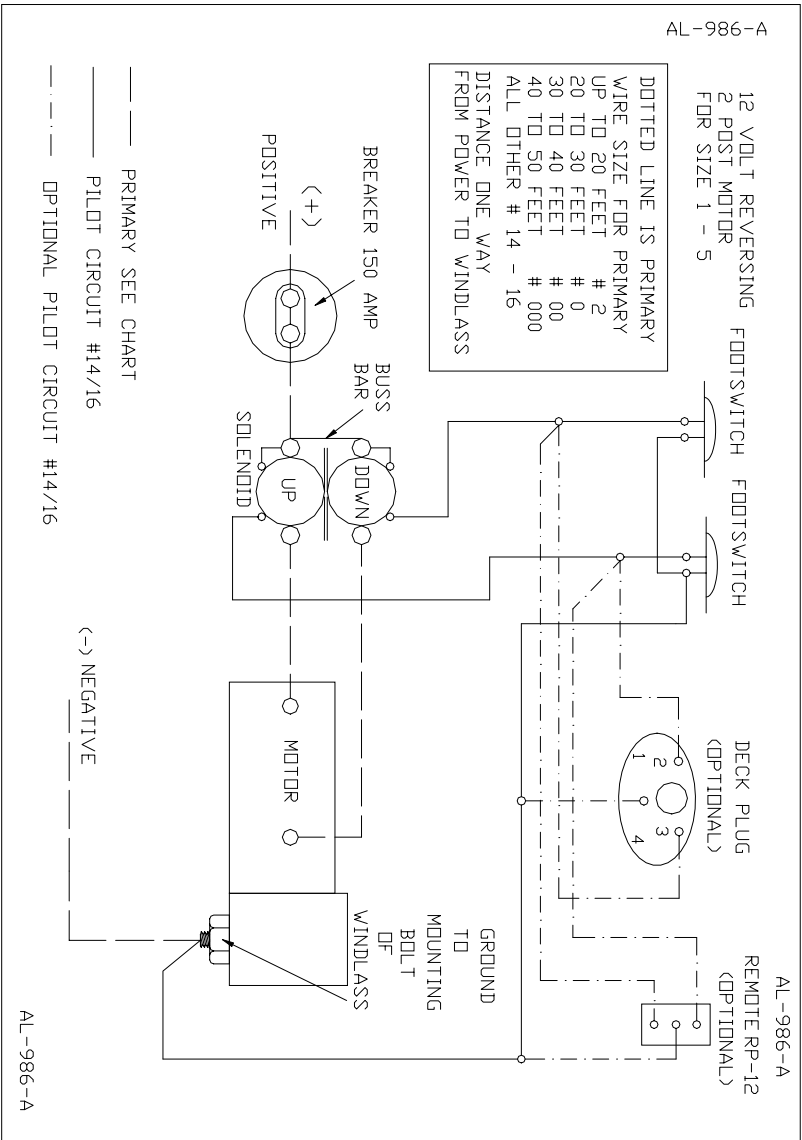 AL-986-A
12 VOLT REVERSING
2 POST MOTOR
FOR SIZE 1 - 5
DOTTED LINE IS PRIMARY
WIRE SIZE FOR PRIMARY
UP TO 20 FEET # 2
20 TO 30 FEET # 0
30 TO 40 FEET # 00
40 TO 50 FEET # 000
ALL OTHER # 14 - 16
DISTANCE ONE WAY
FROM POWER TO WINDLASS
FOOTSWITCH
FOOTSWITCH
DECK PLUG
(OPTIONAL)
1
2
3
4
AL-986-A
REMOTE RP-12
(OPTIONAL)
BREAKER 150 AMP
(+)
POSITIVE
BUSS
BAR
DOWN
UP
SOLENOID
MOTOR
GROUND
TO
MOUNTING
BOLT
OF
WINDLASS
(-) NEGATIVE
PRIMARY SEE CHART
PILOT CIRCUIT #14/16
OPTIONAL PILOT CIRCUIT #14/16
AL-986-A